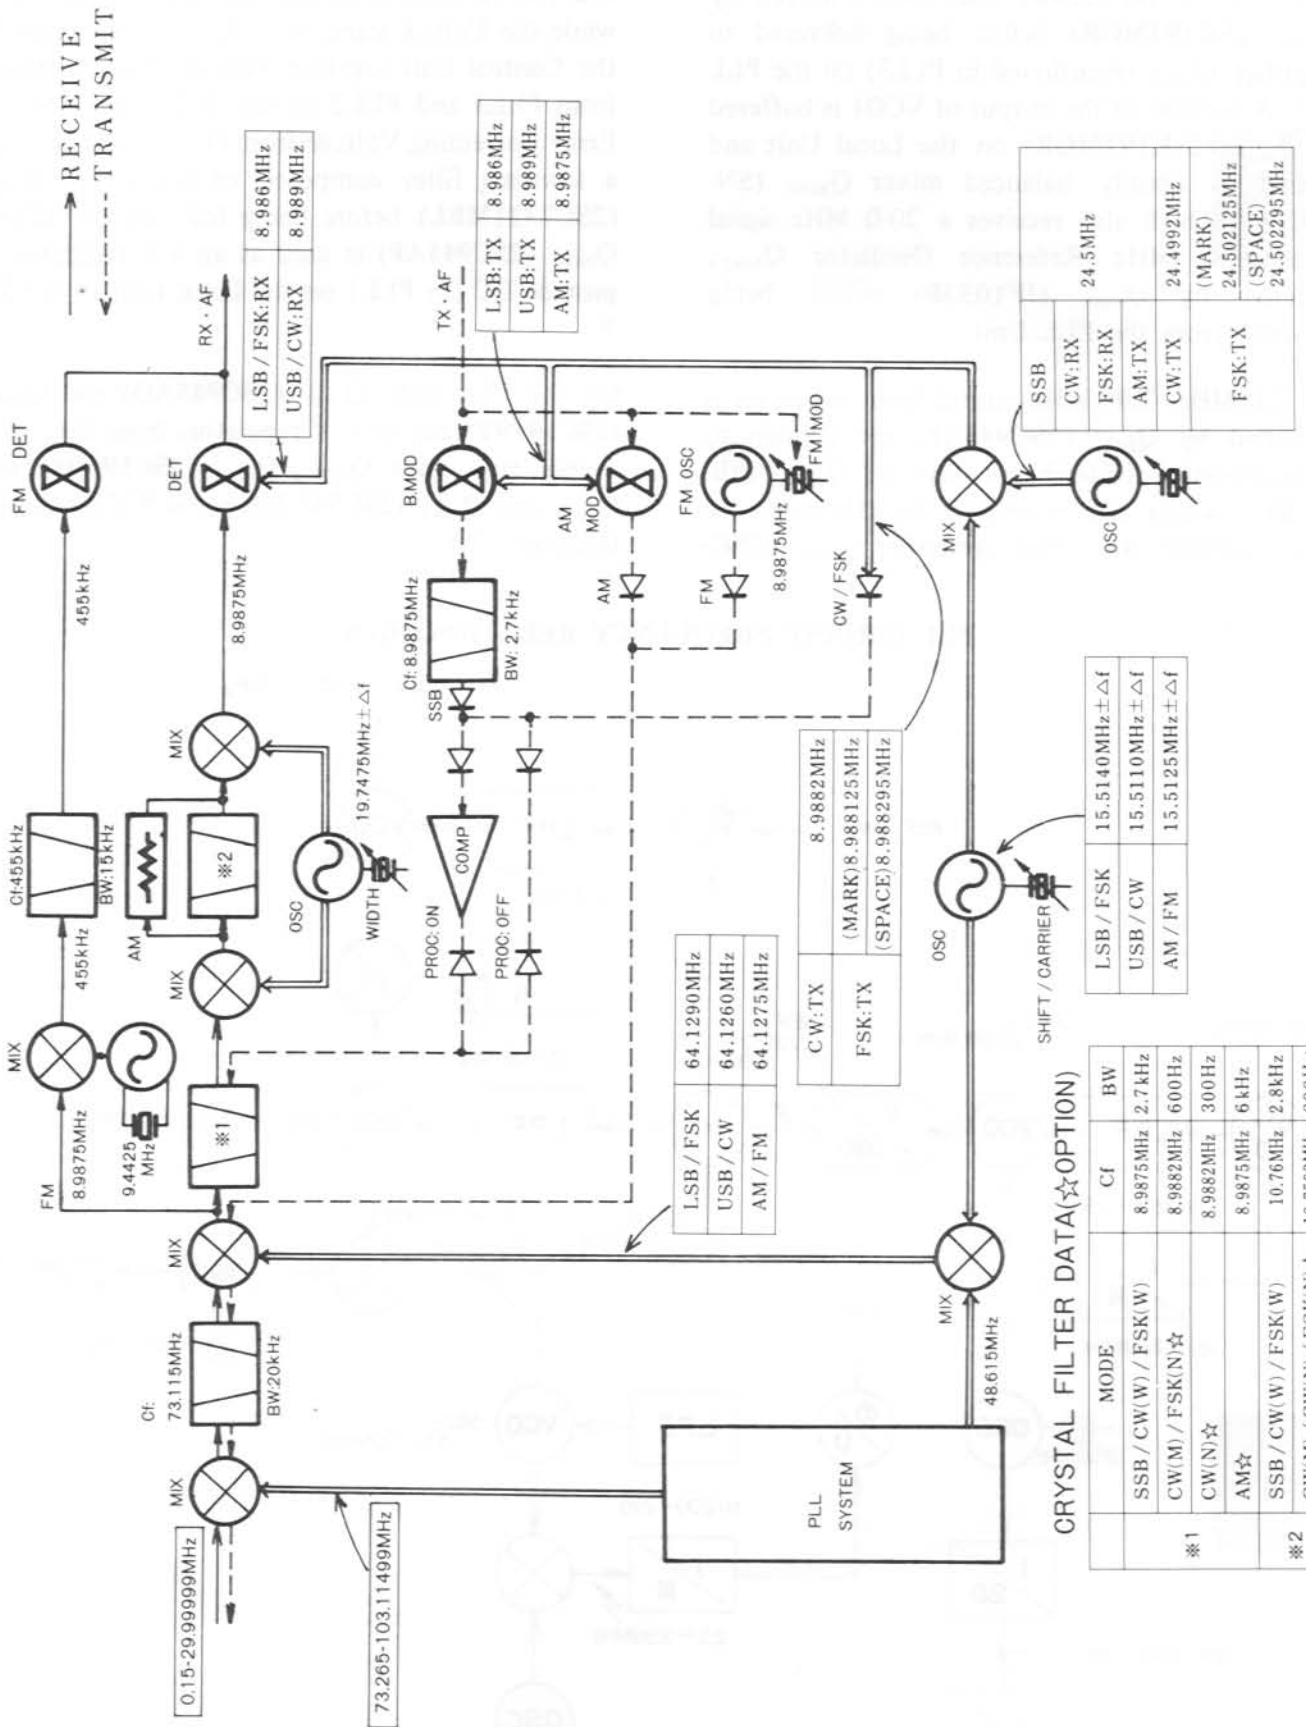 RECEIVE
TRANSMIT
FM DET
RX・AF
LSB / FSK:RX 8.986MHz
USB / CW:RX 8.989MHz
DET
TX・AF
LSB:TX 8.986MHz
USB:TX 8.989MHz
AM:TX 8.9875MHz
B.MOD
AM MOD
FM OSC
8.9875MHz
FM MOD
MIX
OSC
SSB
CW:RX
FSK:RX
AM:TX
24.5MHz
CW:TX 24.4992MHz
FSK:TX
(MARK)
24.502125MHz
(SPACE)
24.502295MHz
455kHz
8.9875MHz
Cf:8.9875MHz
BW: 2.7kHz
SSB
AM
FM
CW / FSK
Cf:455kHz
BW:15kHz
455kHz
MIX
AM
※2
MIX
OSC
19.7475MHz±△f
WIDTH
COMP
PROC: ON
PROC: OFF
CW:TX 8.9882MHz
FSK:TX
(MARK)8.988125MHz
(SPACE)8.988295MHz
OSC
SHIFT / CARRIER
LSB / FSK 15.5140MHz±△f
USB / CW 15.5110MHz±△f
AM / FM 15.5125MHz±△f
MIX
9.4425
MHz
FM
8.9875MHz
※1
MIX
LSB / FSK 64.1290MHz
USB / CW 64.1260MHz
AM / FM 64.1275MHz
MIX
48.615MHz
Cf:
73.115MHz
BW:20kHz
MIX
0.15-29.99999MHz
73.265-103.11499MHz
PLL
SYSTEM
CRYSTAL FILTER DATA(☆OPTION)
MODE Cf BW
※1
SSB / CW(W) / FSK(W) 8.9875MHz 2.7kHz
CW(M) / FSK(N)☆ 8.9882MHz 600Hz
CW(N)☆ 8.9882MHz 300Hz
AM☆ 8.9875MHz 6kHz
※2
SSB / CW(W) / FSK(W) 10.76MHz 2.8kHz